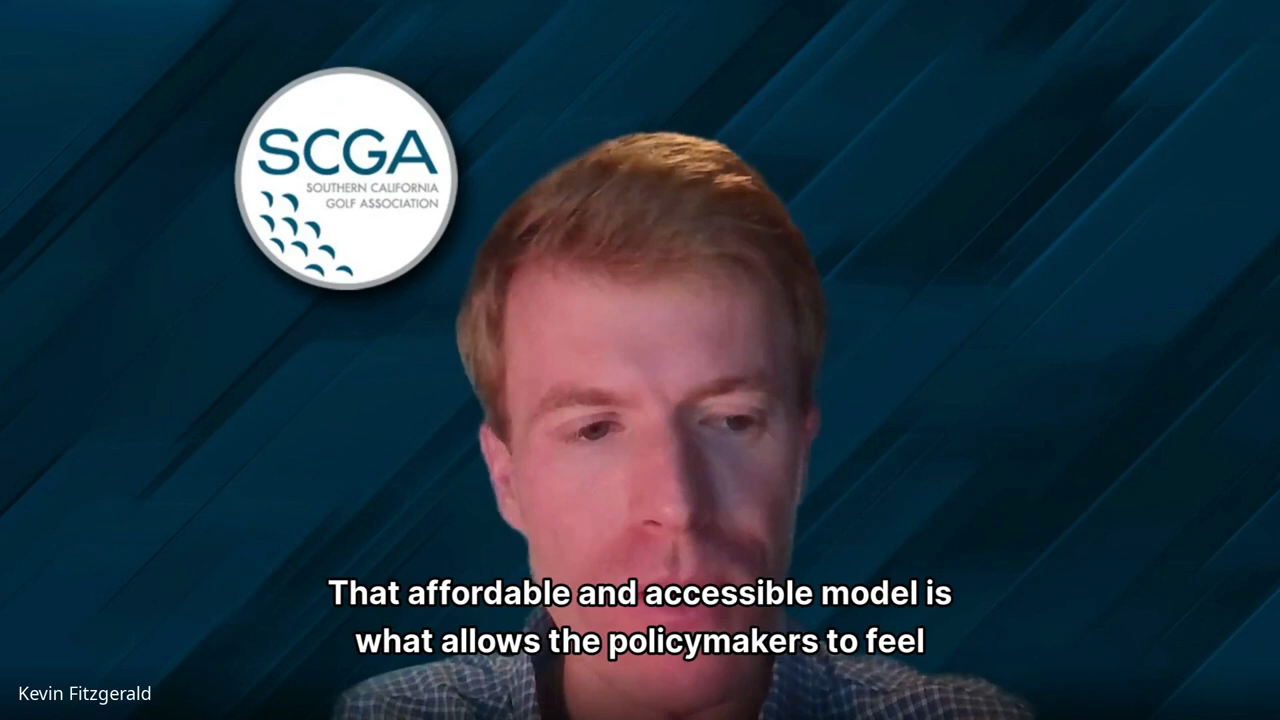 SCGA
SOUTHERN CALIFORNIA
GOLF ASSOCIATION
That affordable and accessible model is
what allows the policymakers to feel
Kevin Fitzgerald